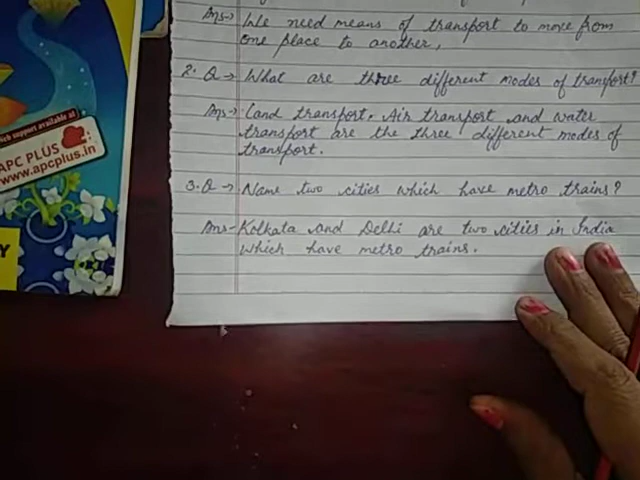 Ans→ We need means of transport to move from
one place to another.
2. Q→ What are three different modes of transport?
Ans→ Land transport, Air transport and water
transport are the three different modes of
transport.
3. Q→ Name two cities which have metro trains?
Ans- Kolkata and Delhi are two cities in India
which have metro trains.
support available at
APC PLUS
www.apcplus.in
Y